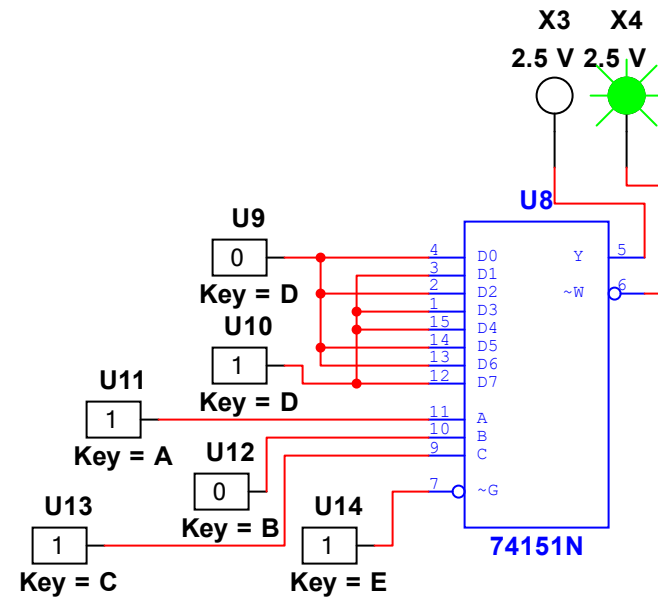 X3 X4
2.5 V 2.5 V
U8
U9
0
Key = D
U10
1
Key = D
U11
1
Key = A
U12
0
Key = B
U13
1
Key = C
U14
1
Key = E
4 D0 Y 5
3 D1
2 D2 ~W 6
1 D3
15 D4
14 D5
13 D6
12 D7
11 A
10 B
9 C
7 ~G
74151N